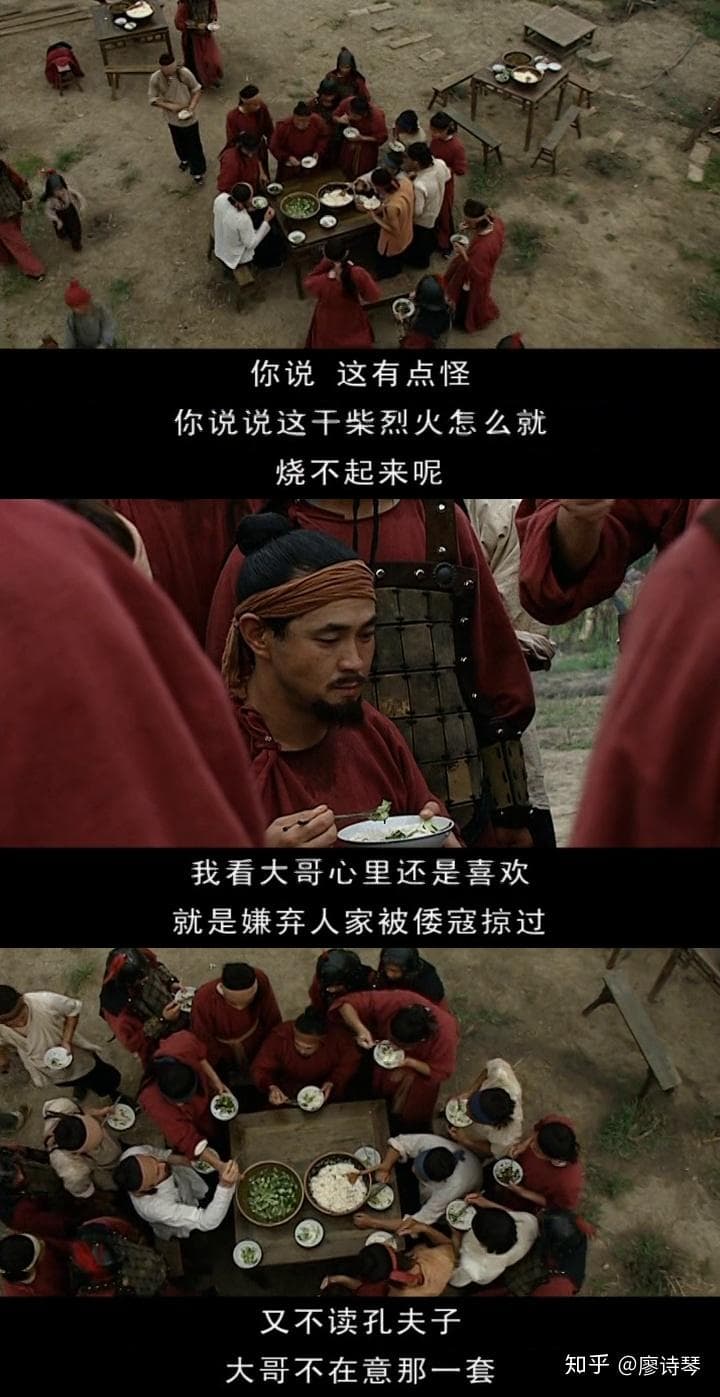 你说 这有点怪
你说说这干柴烈火怎么就
烧不起来呢
我看大哥心里还是喜欢
就是嫌弃人家被倭寇掠过
又不读孔夫子
大哥不在意那一套
知乎 @廖诗琴